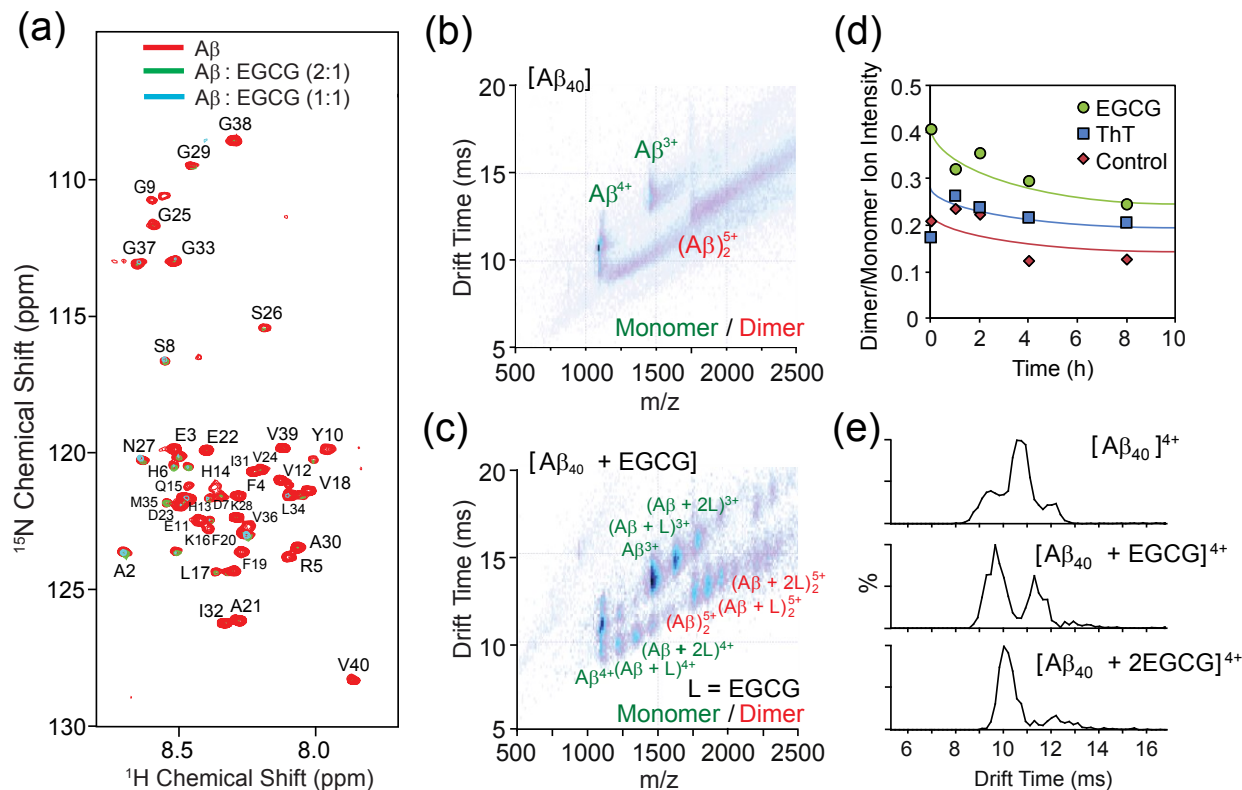 (a)
Aβ
Aβ : EGCG (2:1)
Aβ : EGCG (1:1)
G38
G29
G9
G25
G37
G33
S26
S8
N27
E3
E22
V39
Y10
I31
V24
H6
H14
F4
V12
V18
Q15
M35
H13
D7
K28
L34
D23
E11
V36
K16
F20
A30
A2
L17
F19
R5
I32
A21
V40
110
115
120
125
130
8.5
8.0
¹⁵N Chemical Shift (ppm)
¹H Chemical Shift (ppm)
(b)
[Aβ₄₀]
Aβ³⁺
Aβ⁴⁺
(Aβ)₂⁵⁺
Monomer / Dimer
20
15
10
5
Drift Time (ms)
500 1000 1500 2000 2500
m/z
(c)
[Aβ₄₀ + EGCG]
(Aβ + 2L)³⁺
(Aβ + L)³⁺
Aβ³⁺
(Aβ + 2L)₂⁵⁺
(Aβ + L)₂⁵⁺
(Aβ)₂⁵⁺
(Aβ + 2L)⁴⁺
Aβ⁴⁺ (Aβ + L)⁴⁺
L = EGCG
Monomer / Dimer
20
15
10
5
Drift Time (ms)
500 1000 1500 2000 2500
m/z
(d)
EGCG
ThT
Control
0.5
0.4
0.3
0.2
0.1
0
Dimer/Monomer Ion Intensity
0 2 4 6 8 10
Time (h)
(e)
[Aβ₄₀]⁴⁺
[Aβ₄₀ + EGCG]⁴⁺
[Aβ₄₀ + 2EGCG]⁴⁺
%
6 8 10 12 14 16
Drift Time (ms)